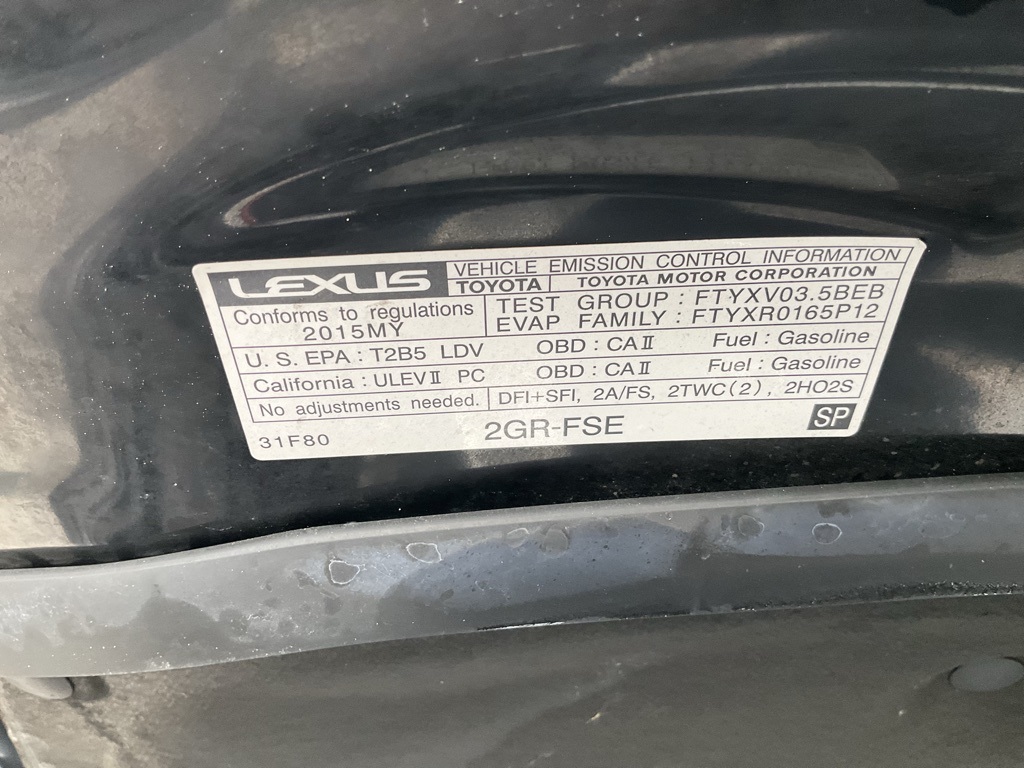 LEXUS VEHICLE EMISSION CONTROL INFORMATION
TOYOTA TOYOTA MOTOR CORPORATION
Conforms to regulations
2015MY
TEST GROUP : FTYXV03.5BEB
EVAP FAMILY : FTYXR0165P12
U.S. EPA : T2B5 LDV OBD : CAⅡ Fuel : Gasoline
California : ULEVⅡ PC OBD : CAⅡ Fuel : Gasoline
No adjustments needed. DFI+SFI, 2A/FS, 2TWC(2), 2HO2S
31F80 2GR-FSE SP